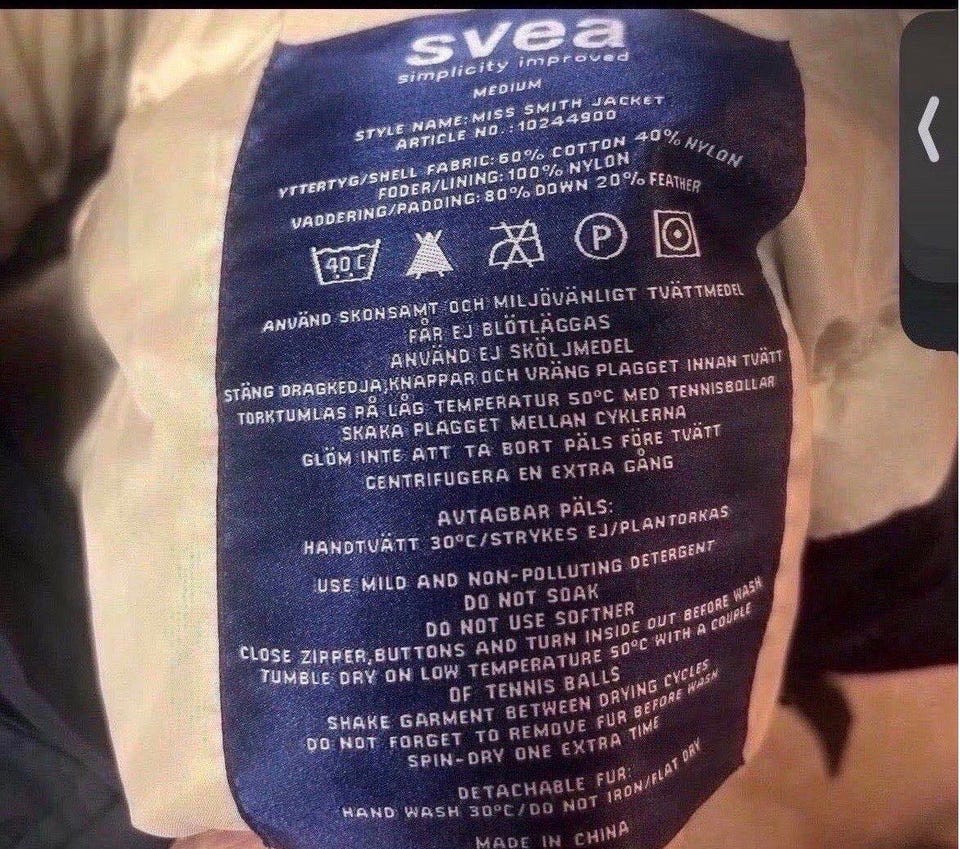 svea
simplicity improved
MEDIUM
STYLE NAME: MISS SMITH JACKET
ARTICLE NO.: 10244900
YTTERTYG/SHELL FABRIC: 60% COTTON 40% NYLON
FODER/LINING: 100% NYLON
VADDERING/PADDING: 80% DOWN 20% FEATHER
40 C P
ANVÄND SKONSAMT OCH MILJÖVÄNLIGT TVÄTTMEDEL
FÅR EJ BLÖTLÄGGAS
ANVÄND EJ SKÖLJMEDEL
STÄNG DRAGKEDJA,KNAPPAR OCH VRÄNG PLAGGET INNAN TVÄTT
TORKTUMLAS PÅ LÅG TEMPERATUR 50°C MED TENNISBOLLAR
SKAKA PLAGGET MELLAN CYKLERNA
GLÖM INTE ATT TA BORT PÄLS FÖRE TVÄTT
CENTRIFUGERA EN EXTRA GÅNG
AVTAGBAR PÄLS:
HANDTVÄTT 30°C/STRYKES EJ/PLANTORKAS
USE MILD AND NON-POLLUTING DETERGENT
DO NOT SOAK
DO NOT USE SOFTNER
CLOSE ZIPPER,BUTTONS AND TURN INSIDE OUT BEFORE WASH
TUMBLE DRY ON LOW TEMPERATURE 50°C WITH A COUPLE
OF TENNIS BALLS
SHAKE GARMENT BETWEEN DRYING CYCLES
DO NOT FORGET TO REMOVE FUR BEFORE WASH
SPIN-DRY ONE EXTRA TIME
DETACHABLE FUR:
HAND WASH 30°C/DO NOT IRON/FLAT DRY
MADE IN CHINA